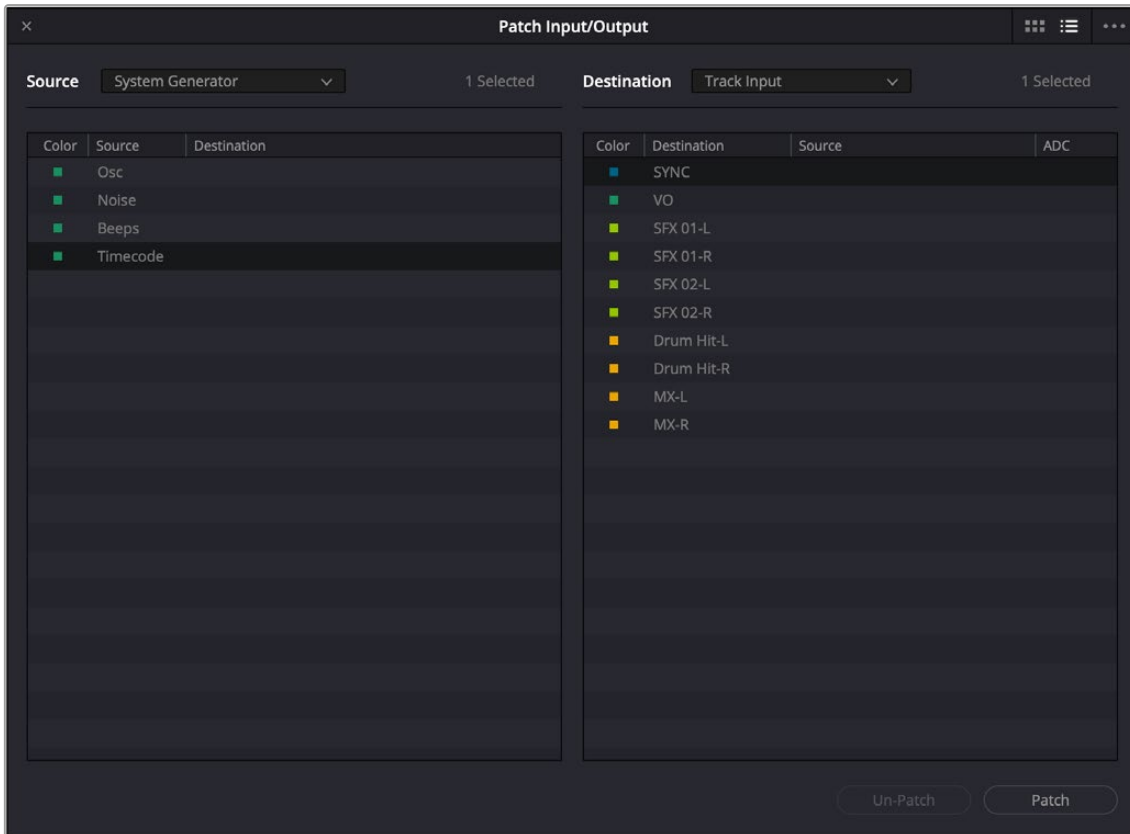 Patch Input/Output
Source System Generator 1 Selected
Destination Track Input 1 Selected
Color Source Destination
Osc
Noise
Beeps
Timecode
Color Destination Source ADC
SYNC
VO
SFX 01-L
SFX 01-R
SFX 02-L
SFX 02-R
Drum Hit-L
Drum Hit-R
MX-L
MX-R
Un-Patch Patch